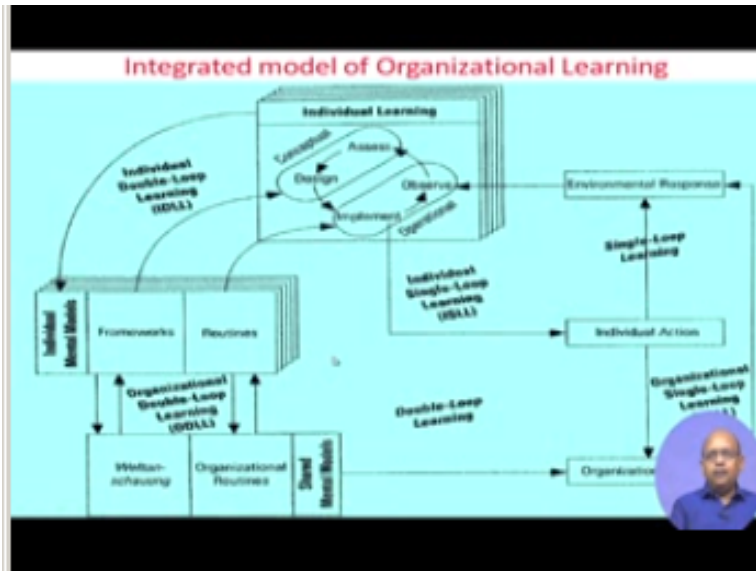 Integrated model of Organizational Learning
Individual Learning
Conceptual
Assess
Design
Observe
Implement
Operational
Individual
Double-Loop
Learning
(IDLL)
Environmental Response
Single-Loop
Learning
Individual
Single-Loop
Learning
(ISLL)
Individual Action
Individual
Mental Models
Frameworks
Routines
Organizational
Double-Loop
Learning
(ODLL)
Double-Loop
Learning
Organizational
Single-Loop
Learning
Weltan-
schauung
Organizational
Routines
Shared
Mental Models